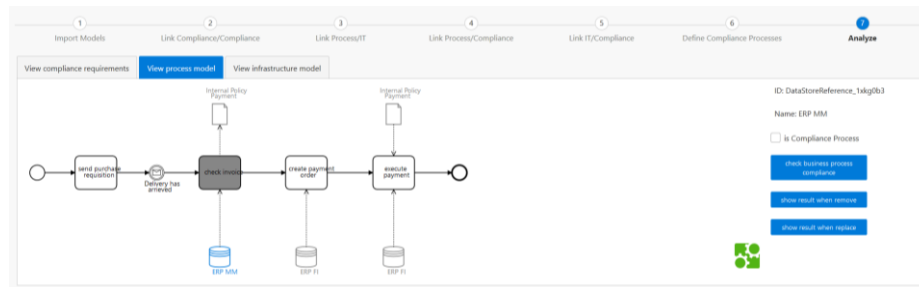 1 2 3 4 5 6 7
Import Models Link Compliance/Compliance Link Process/IT Link Process/Compliance Link IT/Compliance Define Compliance Processes Analyze
View compliance requirements View process model View infrastructure model
Internal Policy
Payment
Internal Policy
Payment
ID: DataStoreReference_1xkg0b3
Name: ERP MM
is Compliance Process
check business process
compliance
show result when remove
show result when replace
send purchase
requisition
Delivery has
arreved
check invoice
create payment
order
execute
payment
ERP MM
ERP FI
ERP FI